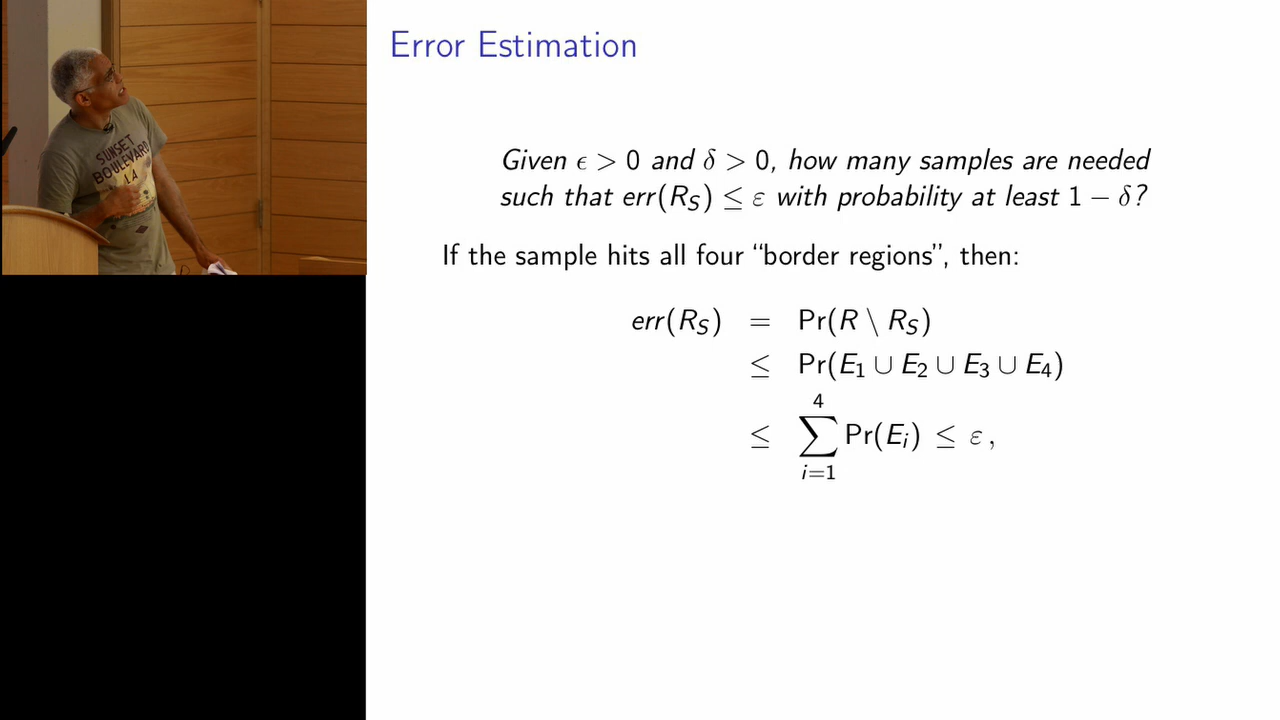 Error Estimation
SUNSET
BOULEVARD
LA
Given ϵ > 0 and δ > 0, how many samples are needed
such that err(R_S) ≤ ε with probability at least 1 − δ?
If the sample hits all four “border regions”, then:
err(R_S) = Pr(R \ R_S)
≤ Pr(E_1 ∪ E_2 ∪ E_3 ∪ E_4)
≤ ∑_{i=1}^{4} Pr(E_i) ≤ ε ,